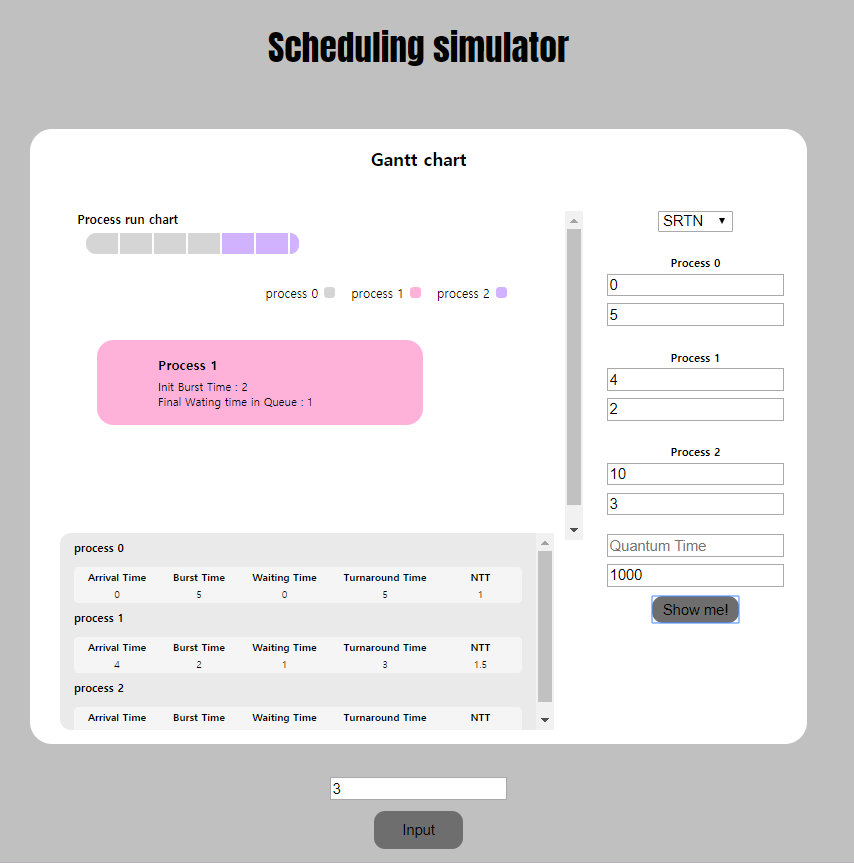 Scheduling simulator
Gantt chart
Process run chart
process 0 process 1 process 2
Process 1
Init Burst Time : 2
Final Wating time in Queue : 1
process 0
Arrival Time Burst Time Waiting Time Turnaround Time NTT
0 5 0 5 1
process 1
Arrival Time Burst Time Waiting Time Turnaround Time NTT
4 2 1 3 1.5
process 2
Arrival Time Burst Time Waiting Time Turnaround Time NTT
SRTN
Process 0
0
5
Process 1
4
2
Process 2
10
3
Quantum Time
1000
Show me!
3
Input